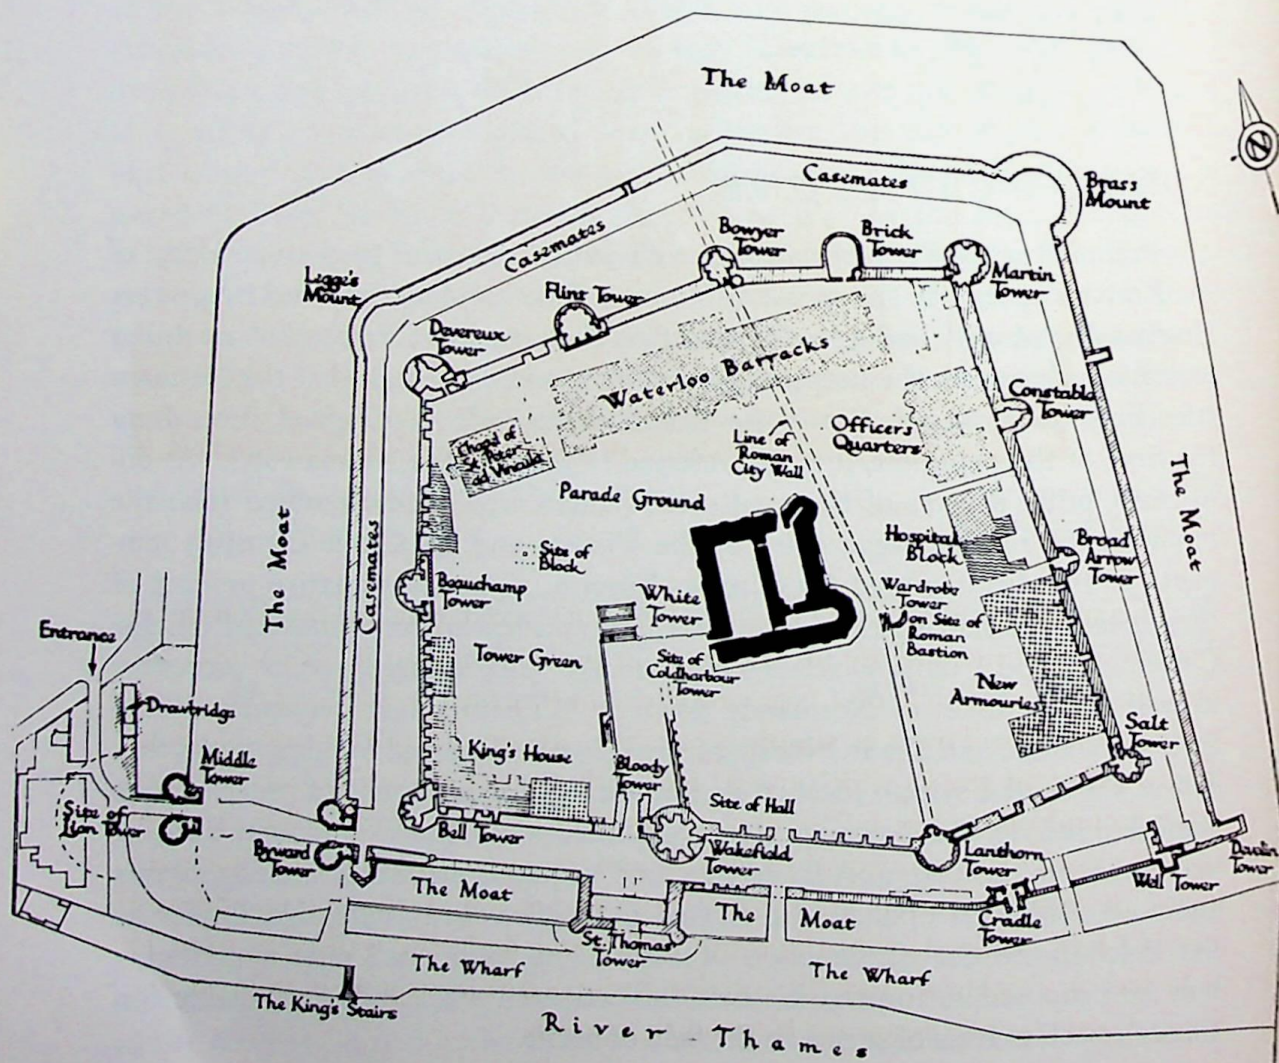 The Moat
N
Casemates
Brass
Mount
Bowyer
Tower
Brick
Tower
Casemates
Martin
Tower
Legge's
Mount
Flint Tower
Devereux
Tower
Waterloo Barracks
Constable
Tower
Officers
Quarters
Line of
Roman
City Wall
Chapel of
St. Peter
ad Vincula
Parade Ground
The Moat
The Moat
Casemates
Site of
Block
Hospital
Block
Broad
Arrow
Tower
Beauchamp
Tower
White
Tower
Wardrobe
Tower
on Site of
Roman
Bastion
Entrance
Tower Green
Site of
Coldharbour
Tower
New
Armouries
Drawbridge
Salt
Tower
Middle
Tower
King's House
Bloody
Tower
Site of
Lion Tower
Site of Hall
Bell Tower
Byward
Tower
Wakefield
Tower
Lanthorn
Tower
Develin
Tower
Well Tower
The Moat
The Moat
Cradle
Tower
St. Thomas'
Tower
The Wharf
The Wharf
The King's Stairs
River Thames